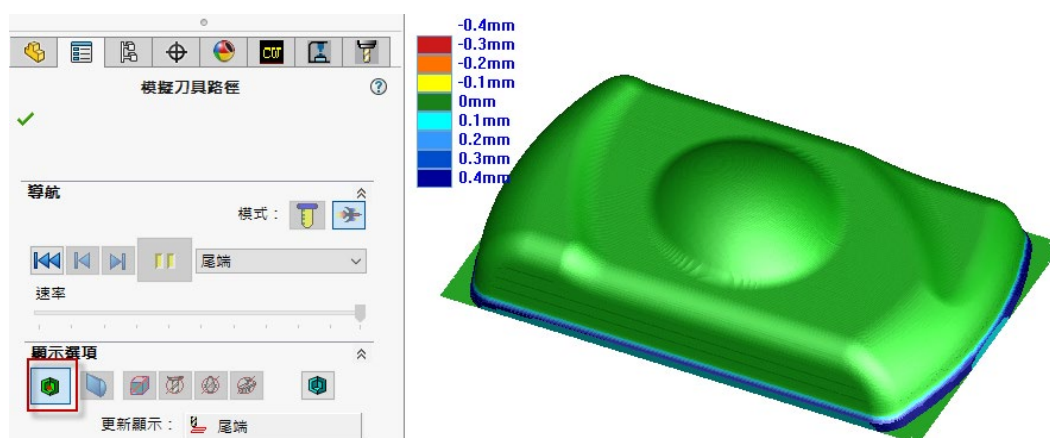 模擬刀具路徑
導航
模式：
尾端
速率
顯示選項
更新顯示：
尾端
-0.4mm
-0.3mm
-0.2mm
-0.1mm
0mm
0.1mm
0.2mm
0.3mm
0.4mm